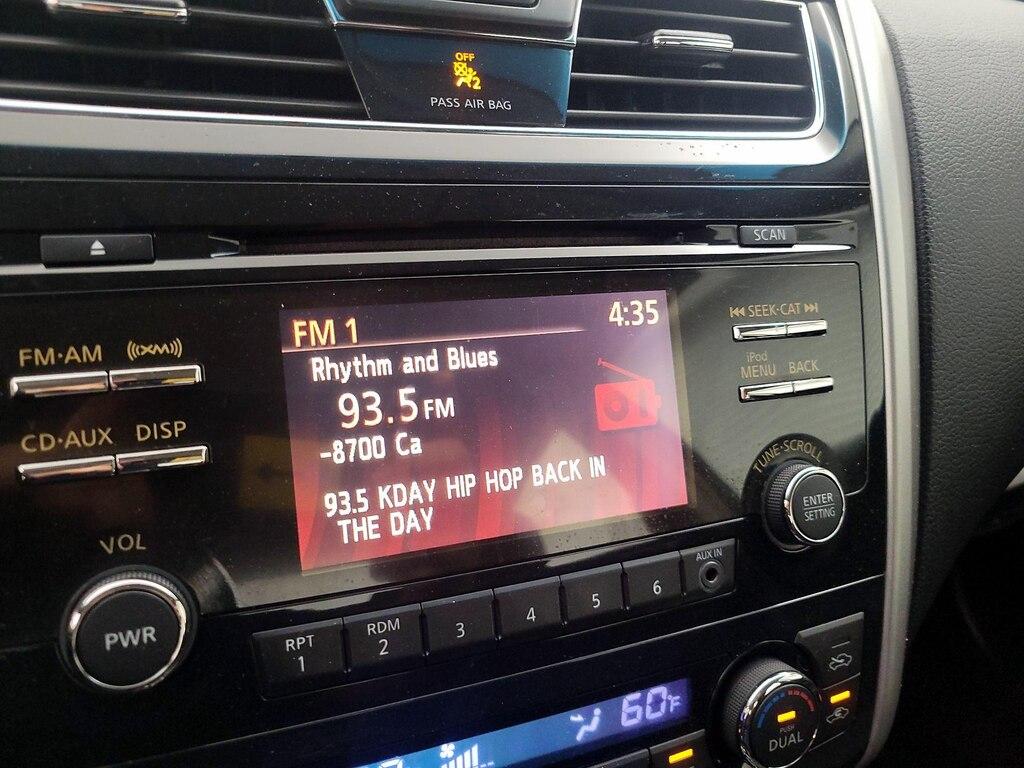 OFF
2
PASS AIR BAG
SCAN
FM·AM
((XM))
CD·AUX
DISP
VOL
PWR
FM 1
4:35
Rhythm and Blues
93.5 FM
-8700 Ca
93.5 KDAY HIP HOP BACK IN
THE DAY
SEEK·CAT
iPod
MENU
BACK
TUNE·SCROLL
ENTER
SETTING
RPT
1
RDM
2
3
4
5
6
AUX IN
60°F
PUSH
DUAL